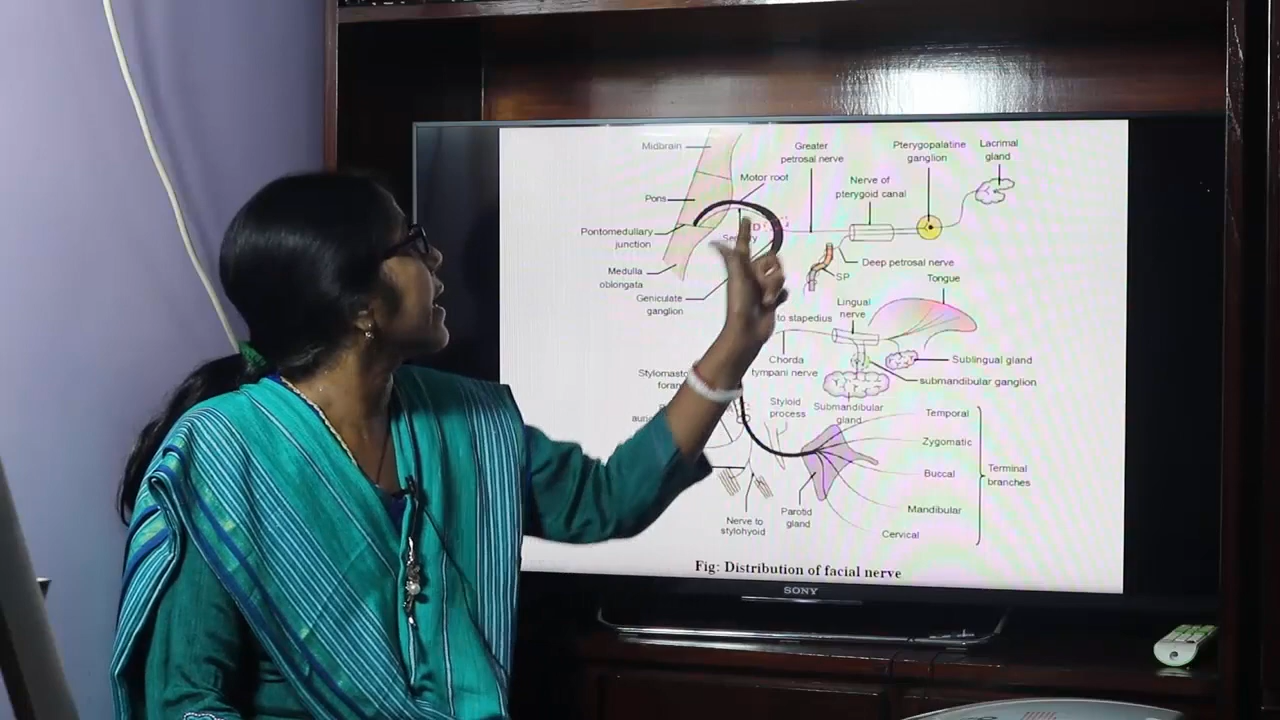 Midbrain
Greater
petrosal nerve
Pterygopalatine
ganglion
Lacrimal
gland
Motor root
Nerve of
pterygoid canal
Pons
Pontomedullary
junction
Deep petrosal nerve
SP
Medulla
oblongata
Geniculate
ganglion
Tongue
Lingual
nerve
to stapedius
Chorda
tympani nerve
Sublingual gland
submandibular ganglion
Submandibular
gland
Styloid
process
Temporal
Zygomatic
Buccal
Mandibular
Cervical
Terminal
branches
Parotid
gland
Nerve to
stylohyoid
Fig: Distribution of facial nerve
SONY